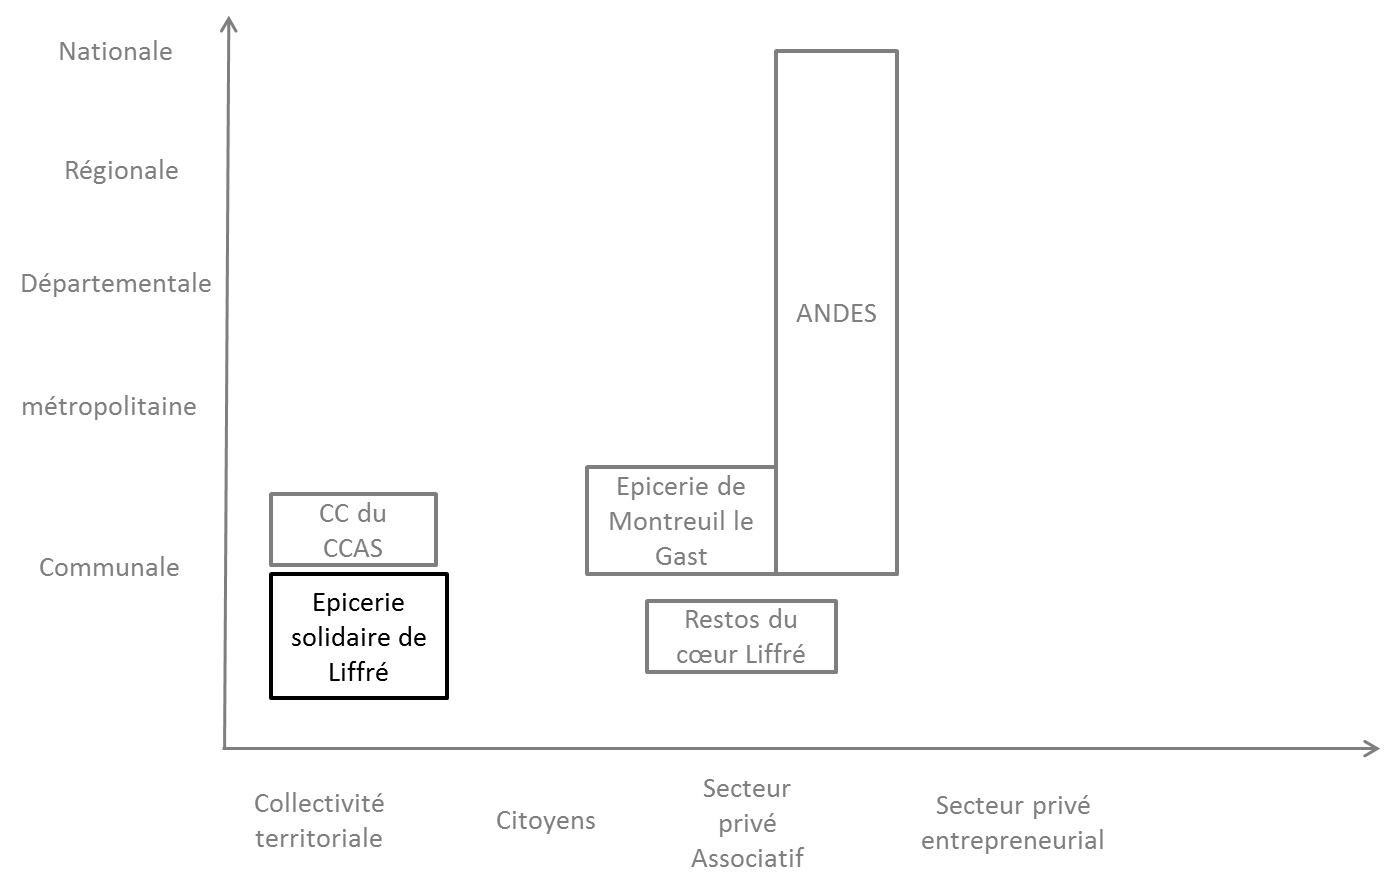 Nationale
Régionale
Départementale
ANDES
métropolitaine
Epicerie de
Montreuil le
Gast
CC du
CCAS
Communale
Epicerie
solidaire de
Liffré
Restos du
cœur Liffré
Collectivité
territoriale
Citoyens
Secteur
privé
Associatif
Secteur privé
entrepreneurial